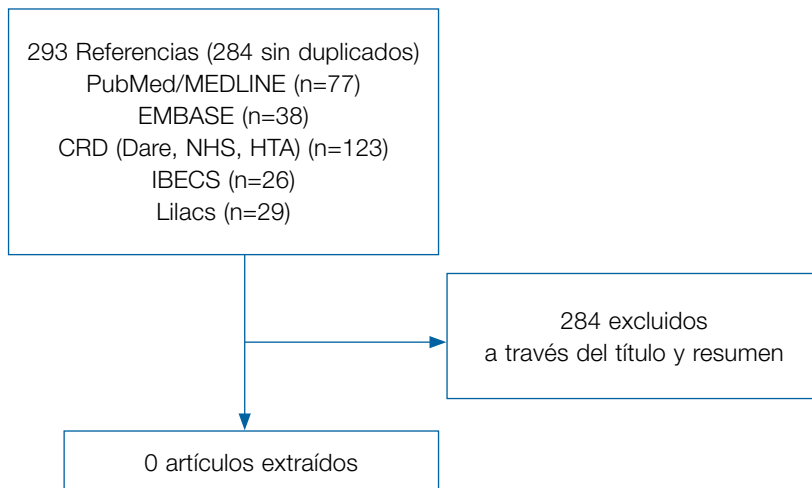 293 Referencias (284 sin duplicados)
PubMed/MEDLINE (n=77)
EMBASE (n=38)
CRD (Dare, NHS, HTA) (n=123)
IBECS (n=26)
Lilacs (n=29)
284 excluidos
a través del título y resumen
0 artículos extraídos